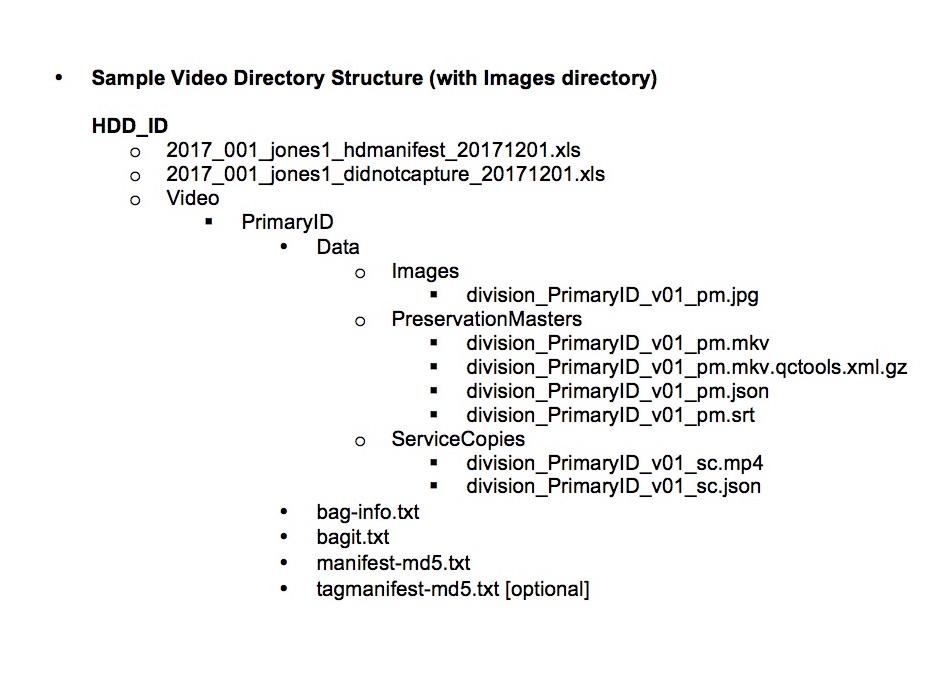 • Sample Video Directory Structure (with Images directory)
HDD_ID
o 2017_001_jones1_hdmanifest_20171201.xls
o 2017_001_jones1_didnotcapture_20171201.xls
o Video
▪ PrimaryID
• Data
o Images
▪ division_PrimaryID_v01_pm.jpg
o PreservationMasters
▪ division_PrimaryID_v01_pm.mkv
▪ division_PrimaryID_v01_pm.mkv.qctools.xml.gz
▪ division_PrimaryID_v01_pm.json
▪ division_PrimaryID_v01_pm.srt
o ServiceCopies
▪ division_PrimaryID_v01_sc.mp4
▪ division_PrimaryID_v01_sc.json
• bag-info.txt
• bagit.txt
• manifest-md5.txt
• tagmanifest-md5.txt [optional]